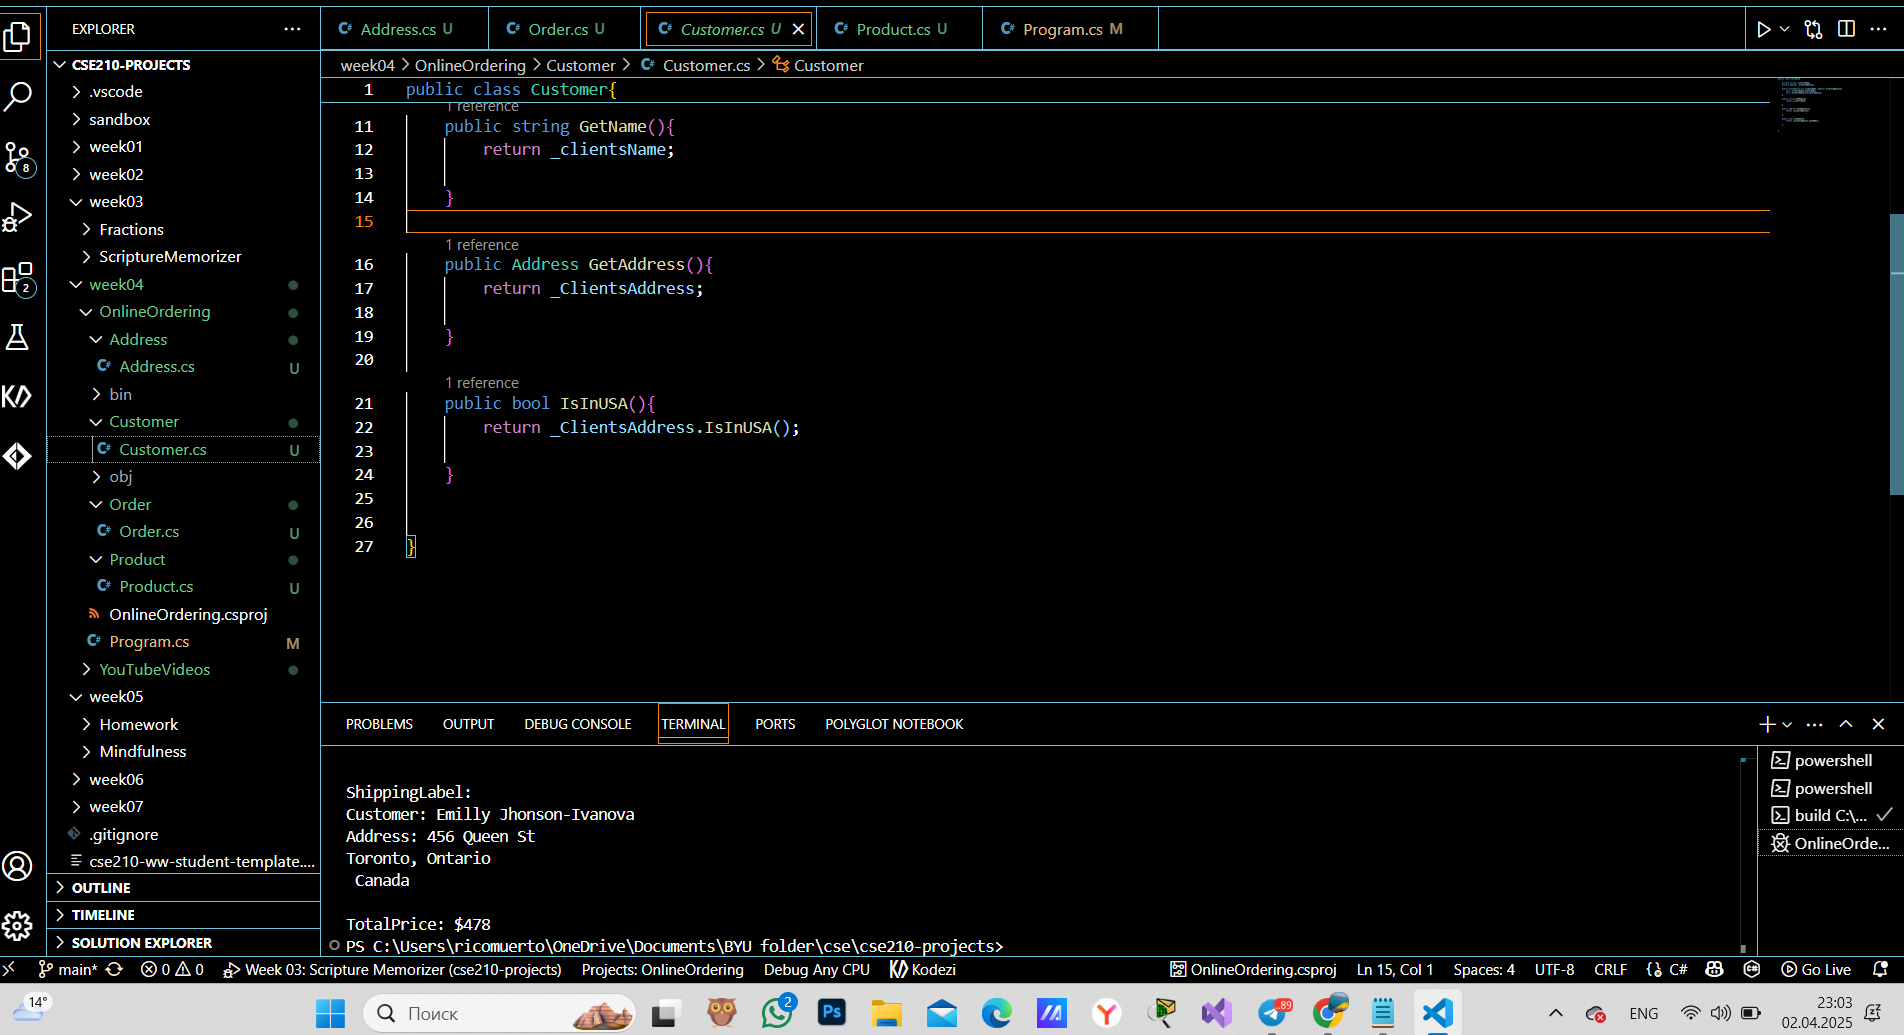 EXPLORER
CSE210-PROJECTS
.vscode
sandbox
week01
week02
week03
Fractions
ScriptureMemorizer
week04
OnlineOrdering
Address
Address.cs U
bin
Customer
Customer.cs U
obj
Order
Order.cs U
Product
Product.cs U
OnlineOrdering.csproj
Program.cs M
YouTubeVideos
week05
Homework
Mindfulness
week06
week07
.gitignore
cse210-ww-student-template....
OUTLINE
TIMELINE
SOLUTION EXPLORER
8
2
Address.cs U Order.cs U Customer.cs U Product.cs U Program.cs M
week04 > OnlineOrdering > Customer > Customer.cs > Customer
1 public class Customer{
1 reference
11 public string GetName(){
12 return _clientsName;
13
14 }
15
1 reference
16 public Address GetAddress(){
17 return _ClientsAddress;
18
19 }
20
1 reference
21 public bool IsInUSA(){
22 return _ClientsAddress.IsInUSA();
23
24 }
25
26
27 }
PROBLEMS OUTPUT DEBUG CONSOLE TERMINAL PORTS POLYGLOT NOTEBOOK
ShippingLabel:
Customer: Emilly Jhonson-Ivanova
Address: 456 Queen St
Toronto, Ontario
Canada
TotalPrice: $478
PS C:\Users\ricomuerto\OneDrive\Documents\BYU folder\cse\cse210-projects>
powershell
powershell
build C:\...
OnlineOrde...
main* 0 0 Week 03: Scripture Memorizer (cse210-projects) Projects: OnlineOrdering Debug Any CPU Kodezi OnlineOrdering.csproj Ln 15, Col 1 Spaces: 4 UTF-8 CRLF {} C# Go Live
14° Поиск Ps 2 89 ENG 23:03
02.04.2025